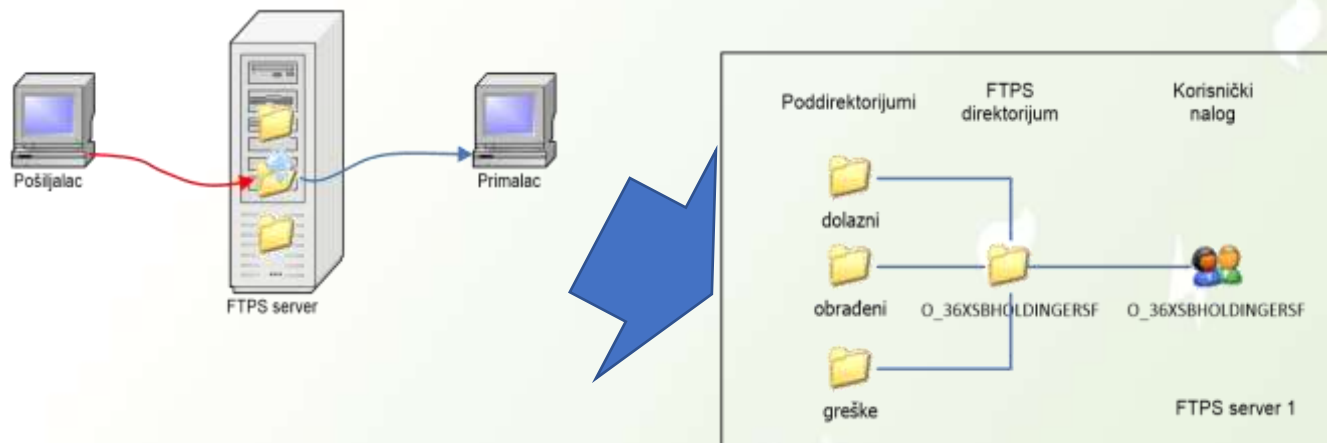 Pošiljalac
FTPS server
Primalac
Poddirektorijumi
FTPS
direktorijum
Korisnički
nalog
dolazni
obrađeni
O_36XSBHOLDINGERSF
O_36XSBHOLDINGERSF
greške
FTPS server 1